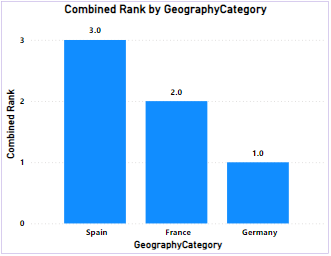 Combined Rank by GeographyCategory
Combined Rank
3
2
1
0
3.0
2.0
1.0
Spain France Germany
GeographyCategory